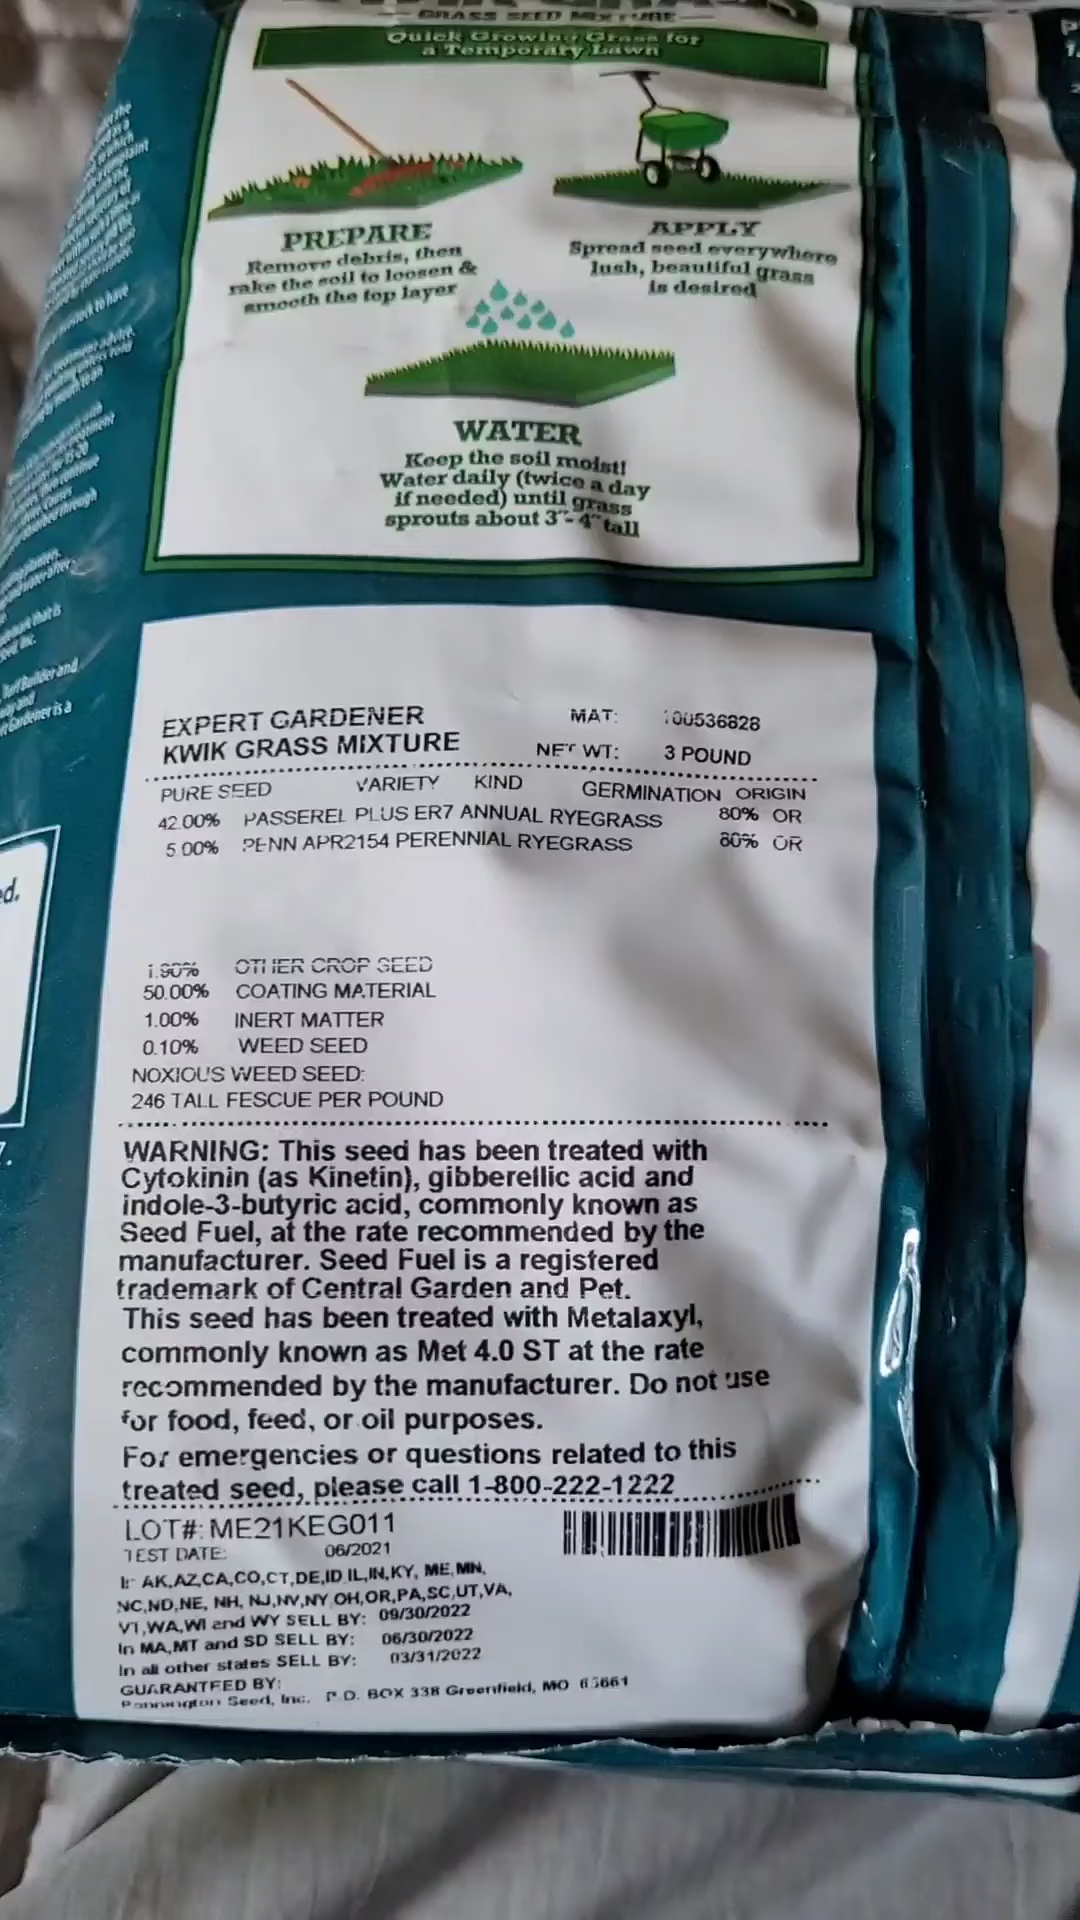 GRASS SEED MIXTURE
Quick Growing Grass for
a Temporary Lawn
PREPARE
Remove debris, then
rake the soil to loosen &
smooth the top layer
APPLY
Spread seed everywhere
lush, beautiful grass
is desired
WATER
Keep the soil moist!
Water daily (twice a day
if needed) until grass
sprouts about 3"-4" tall
EXPERT GARDENER
KWIK GRASS MIXTURE
MAT: 100536828
NET WT: 3 POUND
PURE SEED VARIETY KIND GERMINATION ORIGIN
42.00% PASSEREL PLUS ER7 ANNUAL RYEGRASS 80% OR
5.00% PENN APR2154 PERENNIAL RYEGRASS 80% OR
1.90% OTHER CROP SEED
50.00% COATING MATERIAL
1.00% INERT MATTER
0.10% WEED SEED
NOXIOUS WEED SEED:
246 TALL FESCUE PER POUND
WARNING: This seed has been treated with
Cytokinin (as Kinetin), gibberellic acid and
indole-3-butyric acid, commonly known as
Seed Fuel, at the rate recommended by the
manufacturer. Seed Fuel is a registered
trademark of Central Garden and Pet.
This seed has been treated with Metalaxyl,
commonly known as Met 4.0 ST at the rate
recommended by the manufacturer. Do not use
for food, feed, or oil purposes.
For emergencies or questions related to this
treated seed, please call 1-800-222-1222
LOT#: ME21KEG011
TEST DATE: 06/2021
In AK,AZ,CA,CO,CT,DE,ID,IL,IN,KY, ME,MN,
NC,ND,NE, NH, NJ,NV,NY,OH,OR,PA,SC,UT,VA,
VT,WA,WI and WY SELL BY: 09/30/2022
In MA,MT and SD SELL BY: 06/30/2022
In all other states SELL BY: 03/31/2022
GUARANTEED BY:
Pennington Seed, Inc. P.O. BOX 338 Greenfield, MO 65661